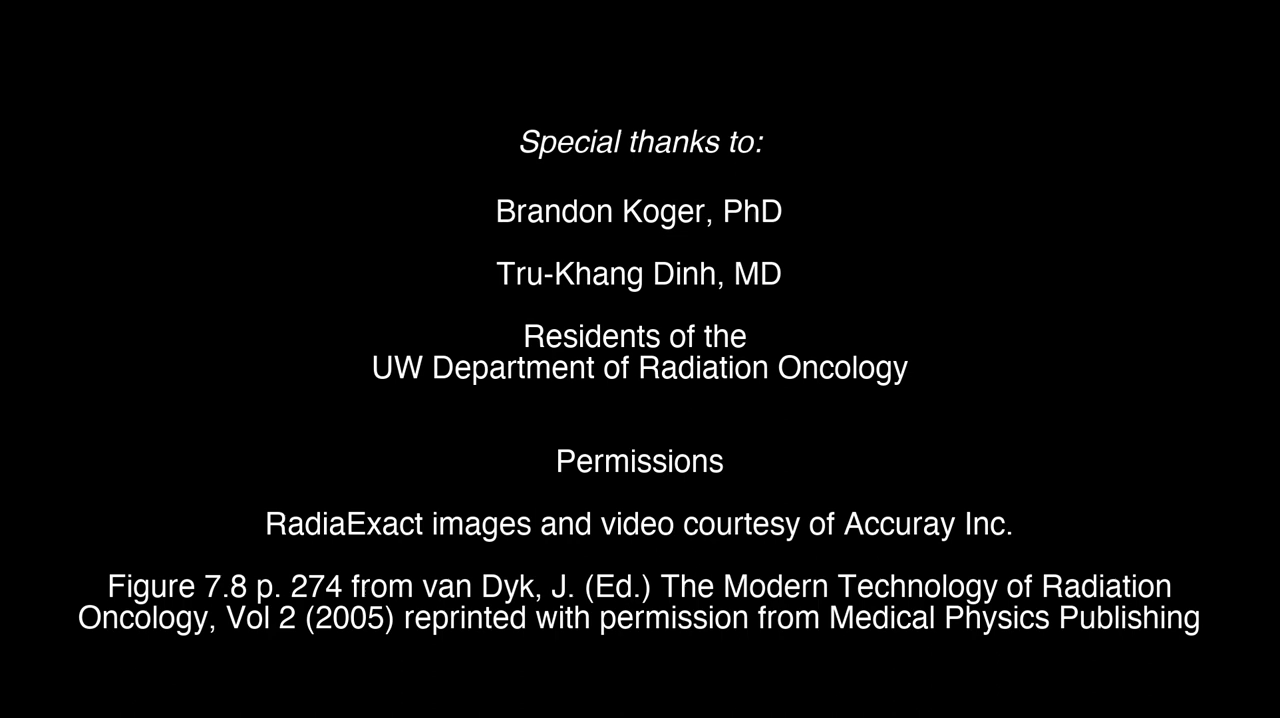 Special thanks to:
Brandon Koger, PhD
Tru-Khang Dinh, MD
Residents of the
UW Department of Radiation Oncology
Permissions
RadiaExact images and video courtesy of Accuray Inc.
Figure 7.8 p. 274 from van Dyk, J. (Ed.) The Modern Technology of Radiation
Oncology, Vol 2 (2005) reprinted with permission from Medical Physics Publishing